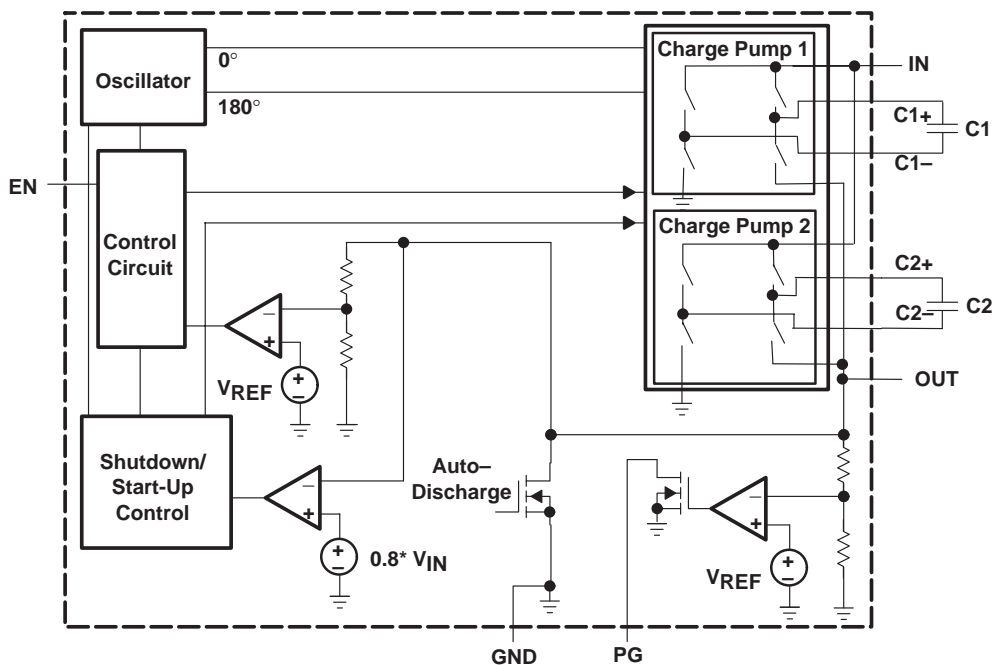 Oscillator
0°
180°
Charge Pump 1
IN
C1+
C1
C1–
EN
Control
Circuit
Charge Pump 2
C2+
C2–
C2
–
+
+
–
VREF
OUT
Shutdown/
Start-Up
Control
–
+
+
–
0.8* VIN
Auto–
Discharge
–
+
+
–
VREF
GND
PG